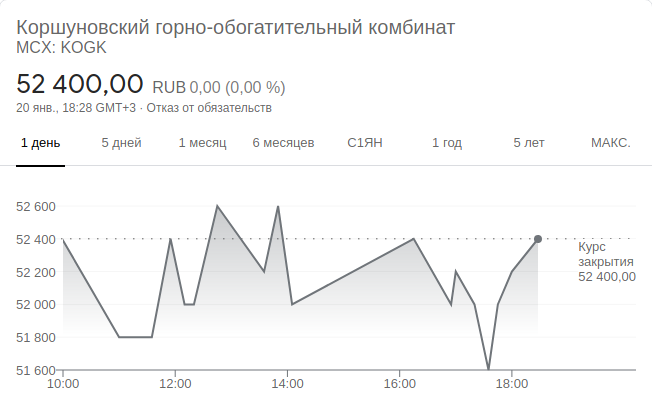 Коршуновский горно-обогатительный комбинат
MCX: KOGK
52 400,00 RUB 0,00 (0,00 %)
20 янв., 18:28 GMT+3 · Отказ от обязательств
1 день 5 дней 1 месяц 6 месяцев С1ЯН 1 год 5 лет МАКС.
52 600
52 400
52 200
52 000
51 800
51 600
Курс
закрытия
52 400,00
10:00 12:00 14:00 16:00 18:00